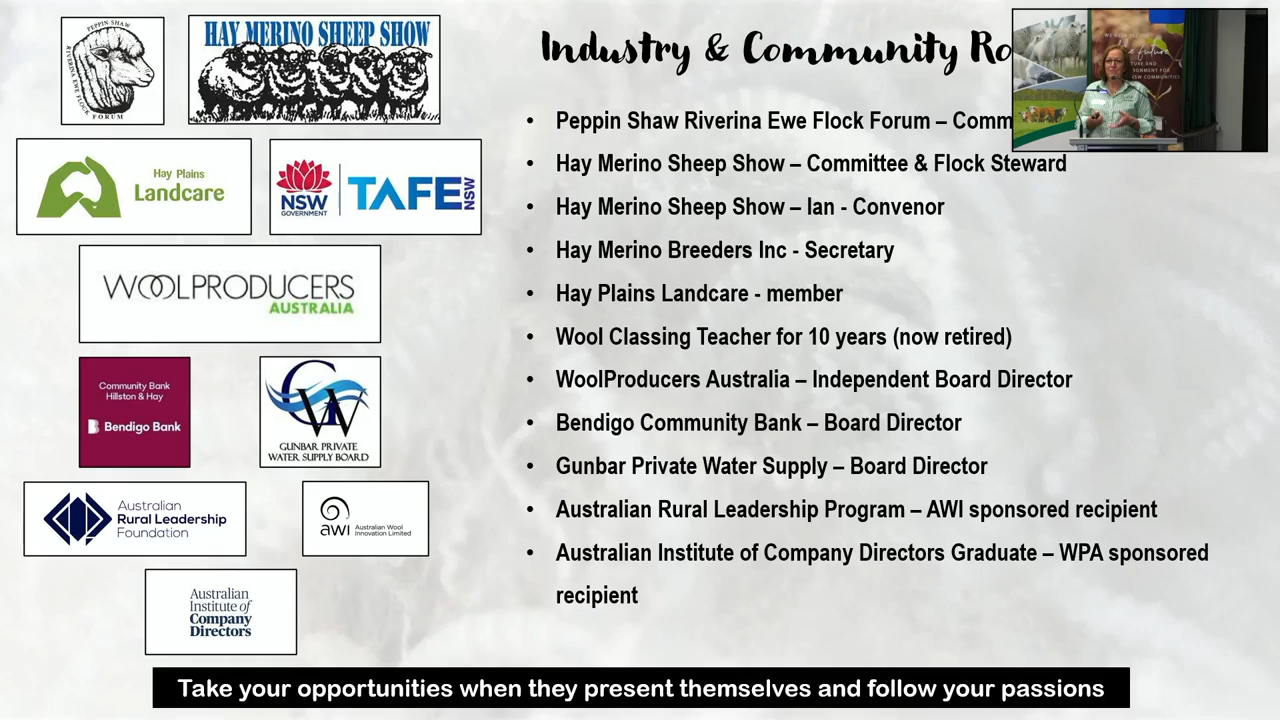 PEPPIN-SHAW
RIVERINA EWE FLOCK
FORUM
HAY MERINO SHEEP SHOW
Hay Plains
Landcare
NSW
GOVERNMENT
TAFE
NSW
WOOLPRODUCERS
AUSTRALIA
Community Bank
Hillston & Hay
Bendigo Bank
GW
GUNBAR PRIVATE
WATER SUPPLY BOARD
Australian
Rural Leadership
Foundation
awi
Australian Wool
Innovation Limited
Australian
Institute of
Company
Directors
Industry & Community Ro
• Peppin Shaw Riverina Ewe Flock Forum – Comm
• Hay Merino Sheep Show – Committee & Flock Steward
• Hay Merino Sheep Show – Ian - Convenor
• Hay Merino Breeders Inc - Secretary
• Hay Plains Landcare - member
• Wool Classing Teacher for 10 years (now retired)
• WoolProducers Australia – Independent Board Director
• Bendigo Community Bank – Board Director
• Gunbar Private Water Supply – Board Director
• Australian Rural Leadership Program – AWI sponsored recipient
• Australian Institute of Company Directors Graduate – WPA sponsored
recipient
future
COMMUNITIES
Take your opportunities when they present themselves and follow your passions